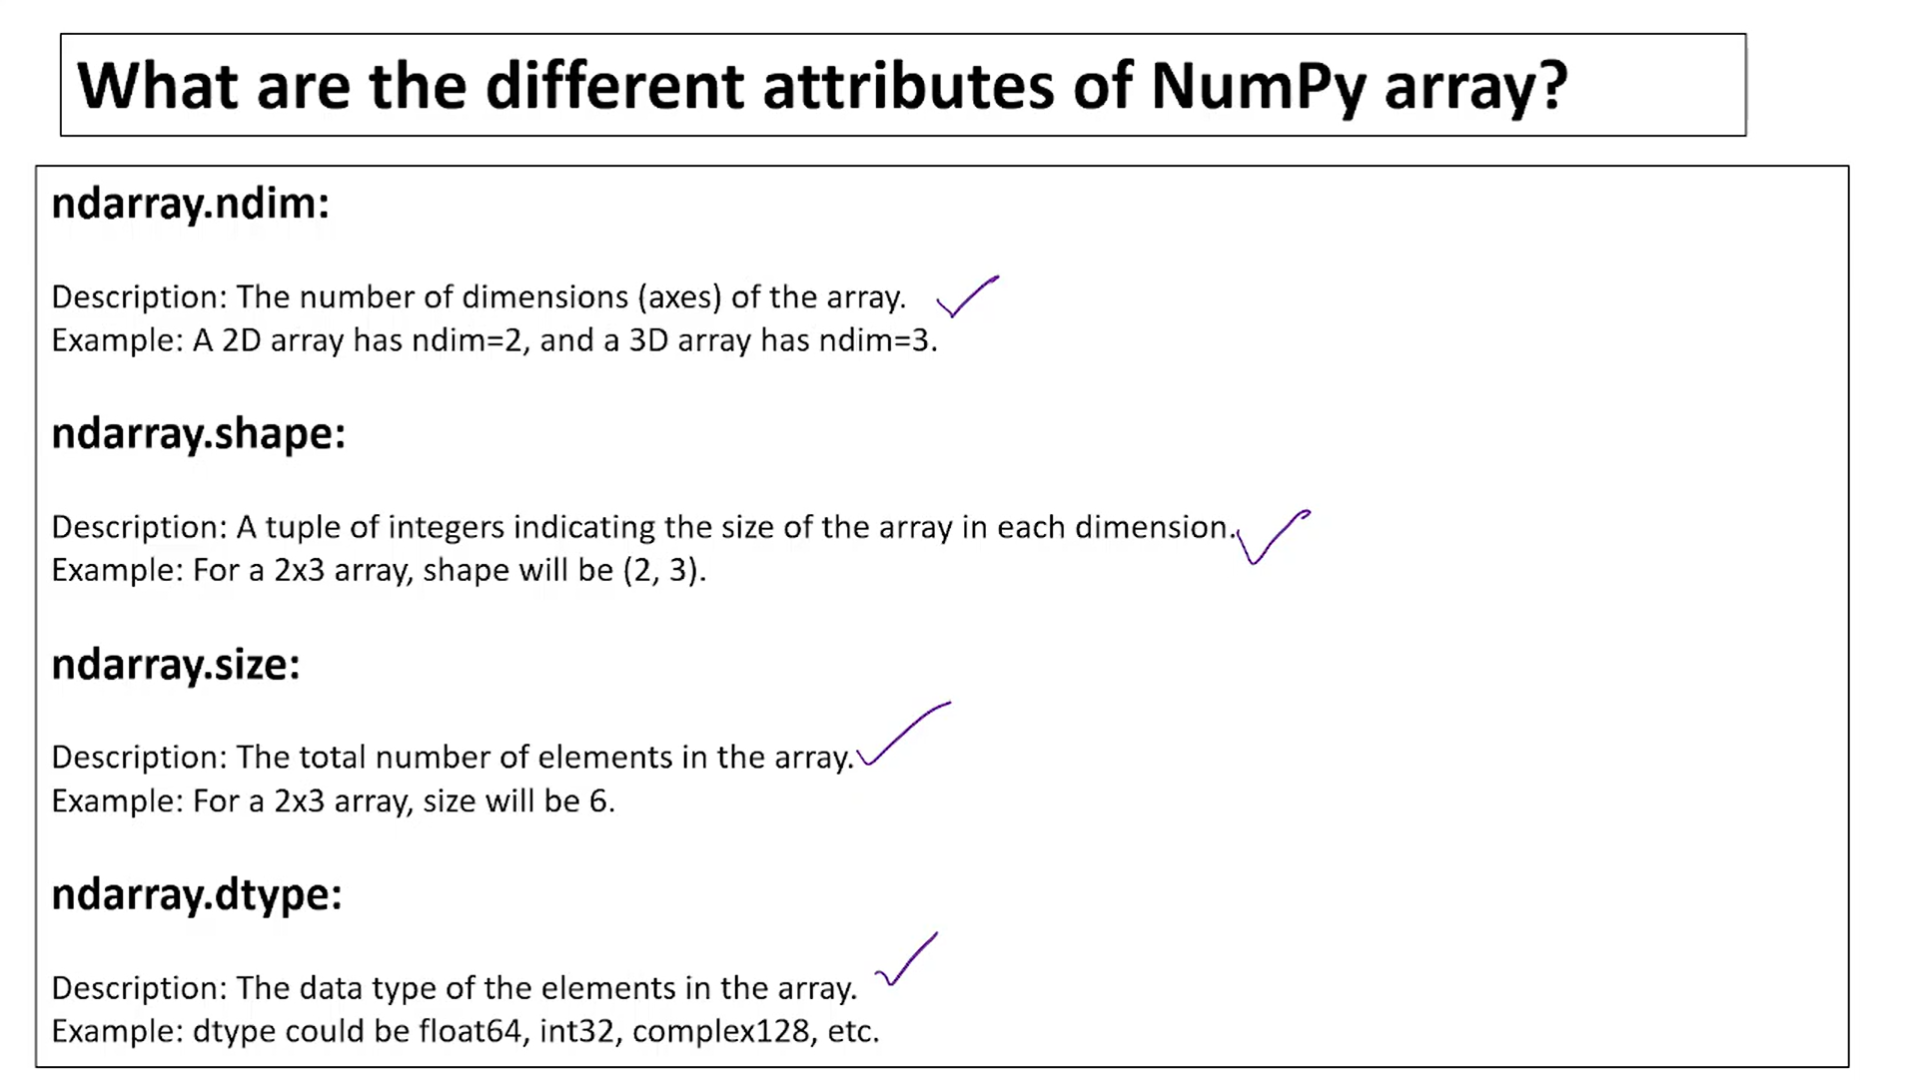 What are the different attributes of NumPy array?
ndarray.ndim:
Description: The number of dimensions (axes) of the array.
Example: A 2D array has ndim=2, and a 3D array has ndim=3.
ndarray.shape:
Description: A tuple of integers indicating the size of the array in each dimension.
Example: For a 2x3 array, shape will be (2, 3).
ndarray.size:
Description: The total number of elements in the array.
Example: For a 2x3 array, size will be 6.
ndarray.dtype:
Description: The data type of the elements in the array.
Example: dtype could be float64, int32, complex128, etc.